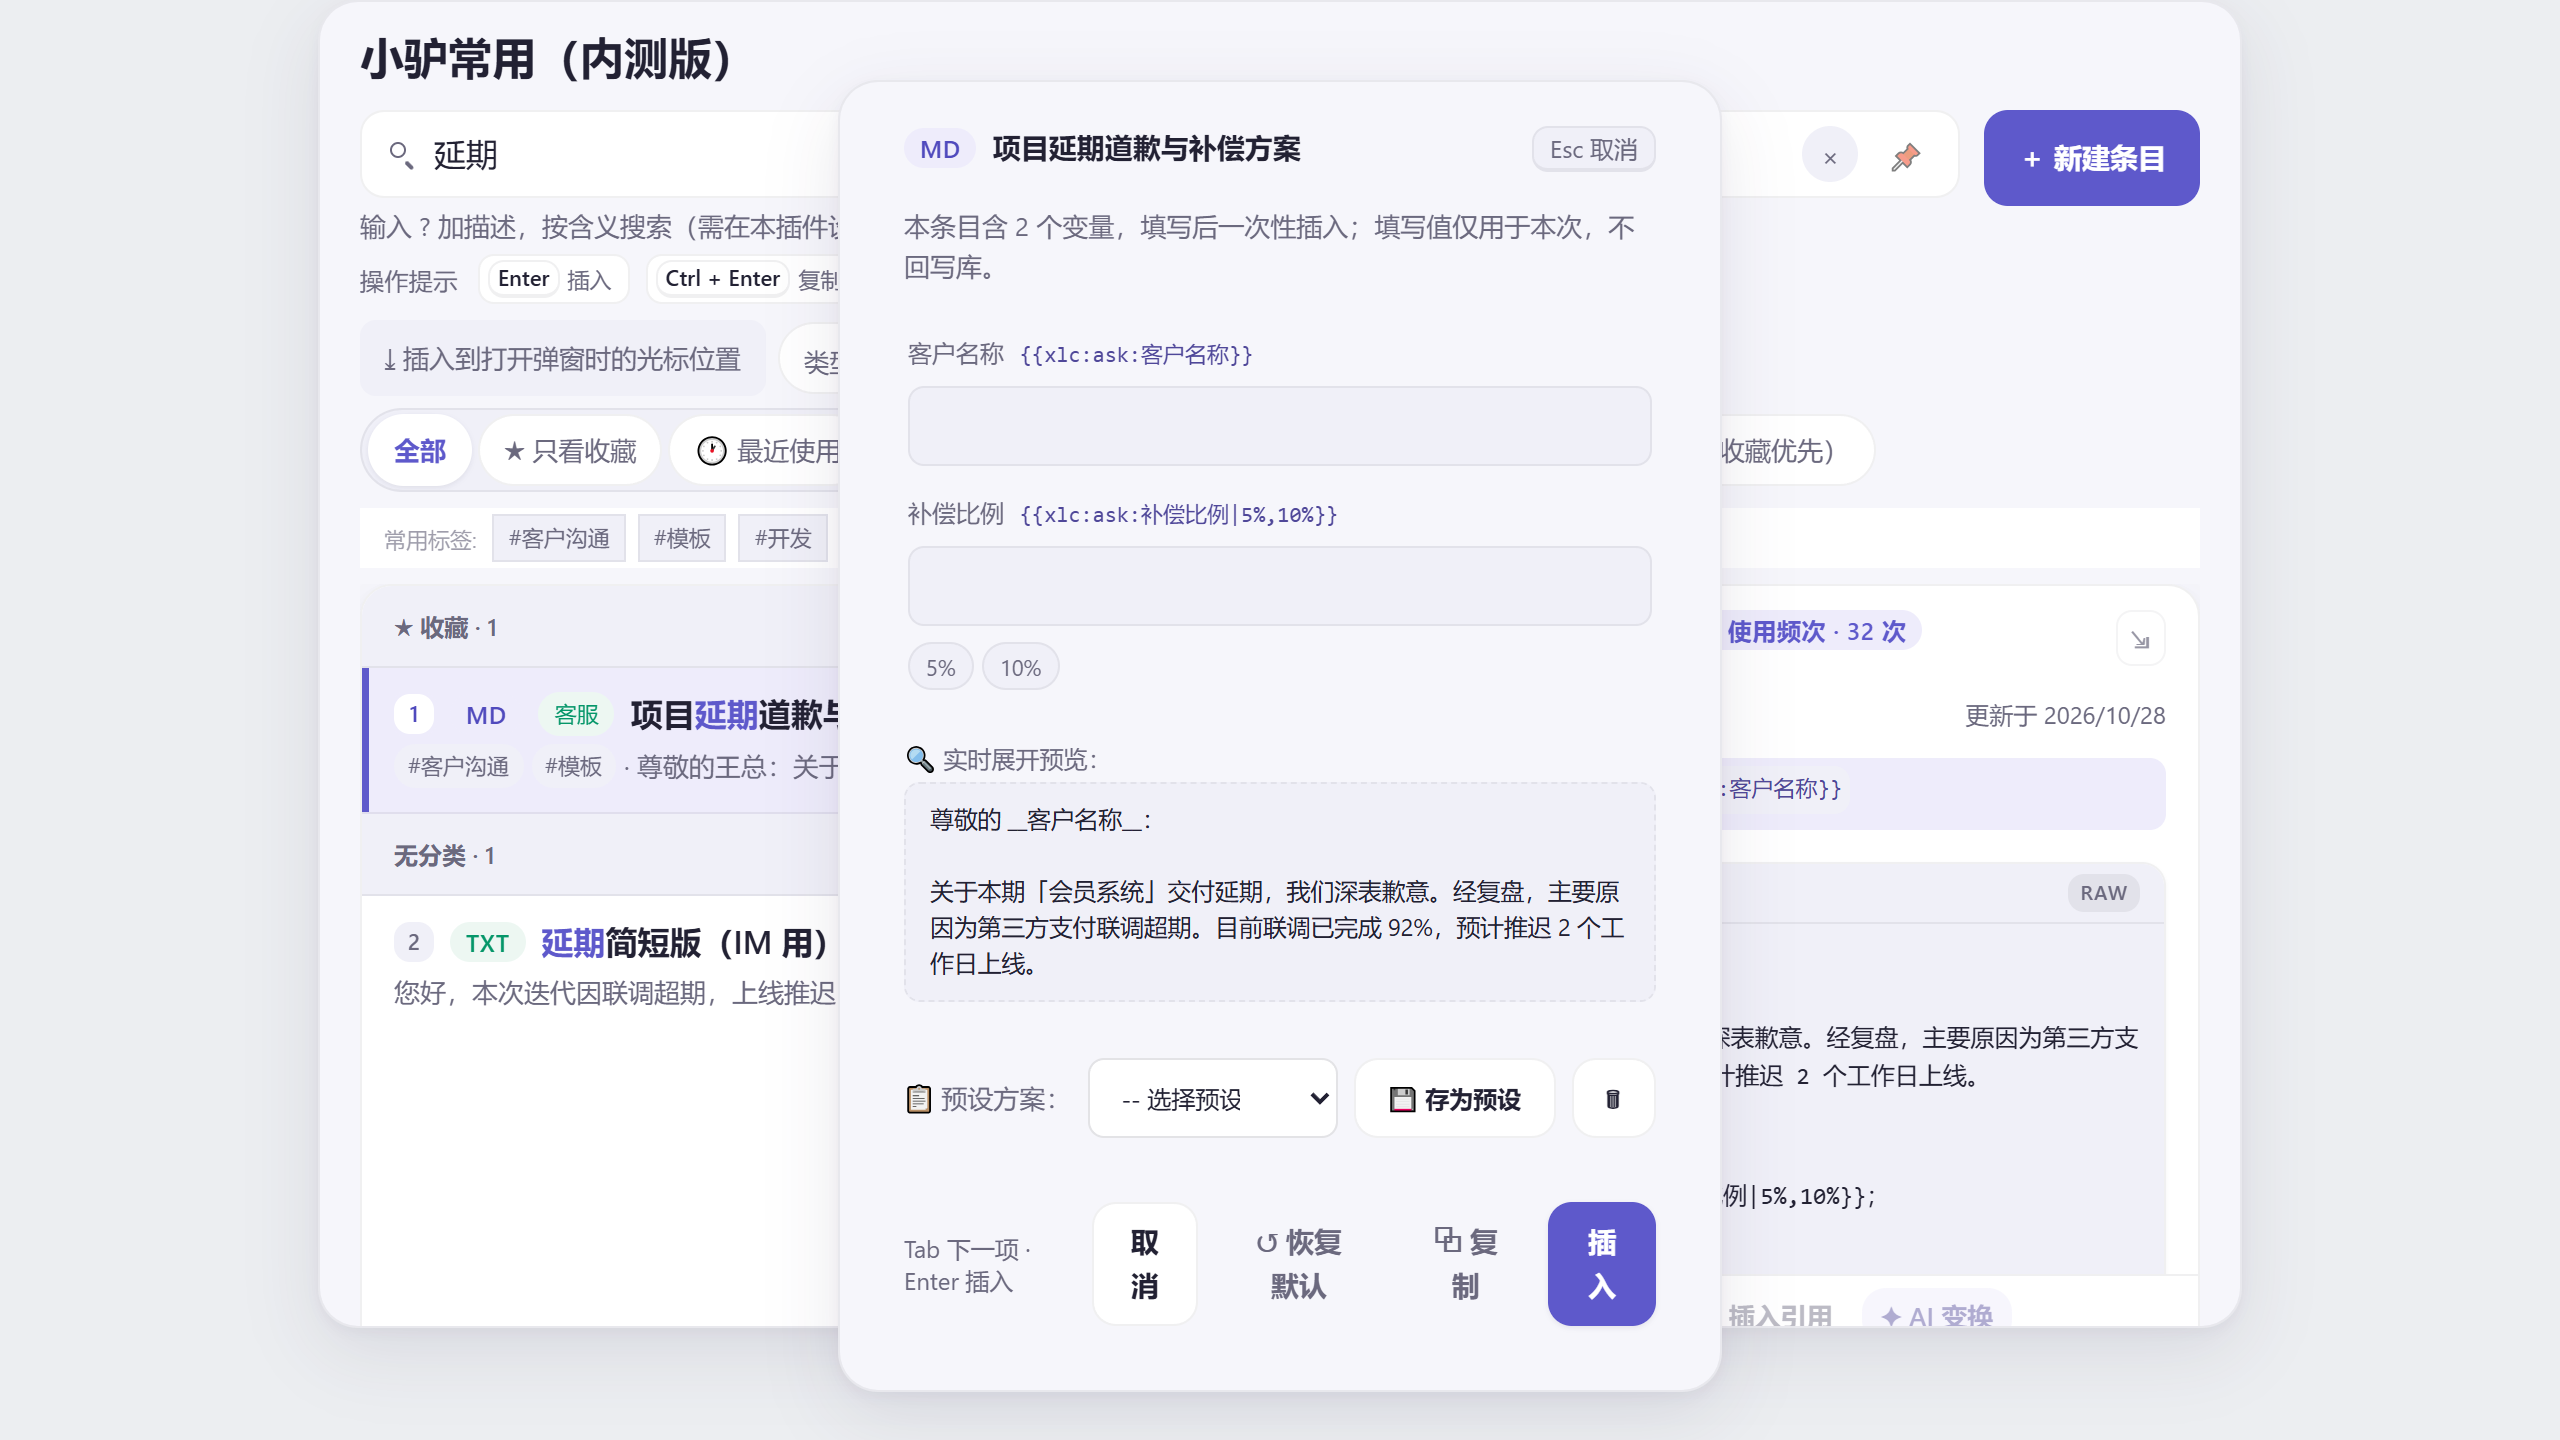 小驴常用（内测版）
延期
×
+ 新建条目
输入 ? 加描述，按含义搜索（需在本插件
操作提示 Enter 插入 Ctrl + Enter 复制
↓插入到打开弹窗时的光标位置
全部 ★ 只看收藏 最近使用
收藏优先）
常用标签: #客户沟通 #模板 #开发
★ 收藏 · 1
1 MD 客服 项目延期道歉与
#客户沟通 #模板 · 尊敬的王总：关于
无分类 · 1
2 TXT 延期简短版（IM 用）
您好，本次迭代因联调超期，上线推迟
MD 项目延期道歉与补偿方案 Esc 取消
本条目含 2 个变量，填写后一次性插入；填写值仅用于本次，不
回写库。
客户名称 {{xlc:ask:客户名称}}
补偿比例 {{xlc:ask:补偿比例|5%,10%}}
5% 10%
实时展开预览：
尊敬的 __客户名称__：
关于本期「会员系统」交付延期，我们深表歉意。经复盘，主要原
因为第三方支付联调超期。目前联调已完成 92%，预计推迟 2 个工
作日上线。
预设方案： -- 选择预设 存为预设
Tab 下一项 ·
Enter 插入
取
消
↺ 恢复
默认
复
制
插
入
使用频次 · 32 次
更新于 2026/10/28
:客户名称}}
RAW
表歉意。经复盘，主要原因为第三方支
推迟 2 个工作日上线。
例|5%,10%}};
插入引用 ✦ AI 变换